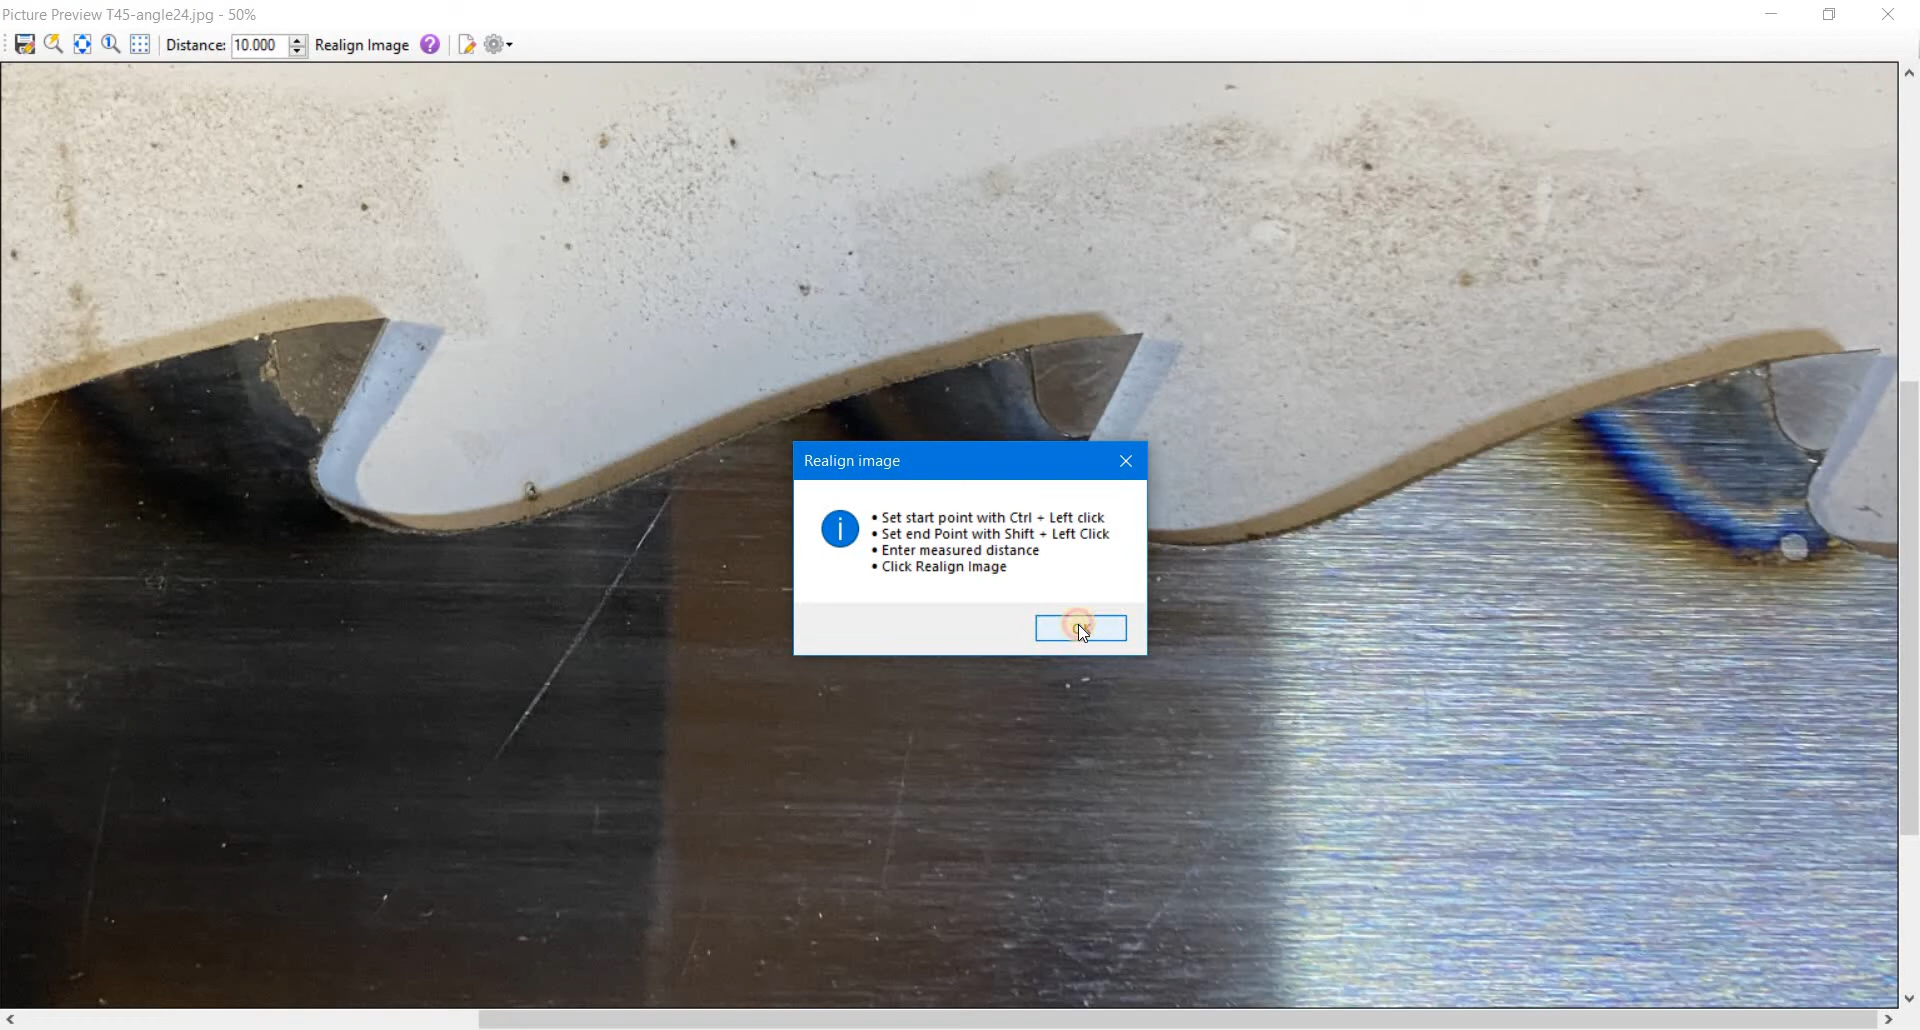 Picture Preview T45-angle24.jpg - 50%
Distance: 10.000 Realign Image
Realign image
• Set start point with Ctrl + Left click
• Set end Point with Shift + Left Click
• Enter measured distance
• Click Realign Image